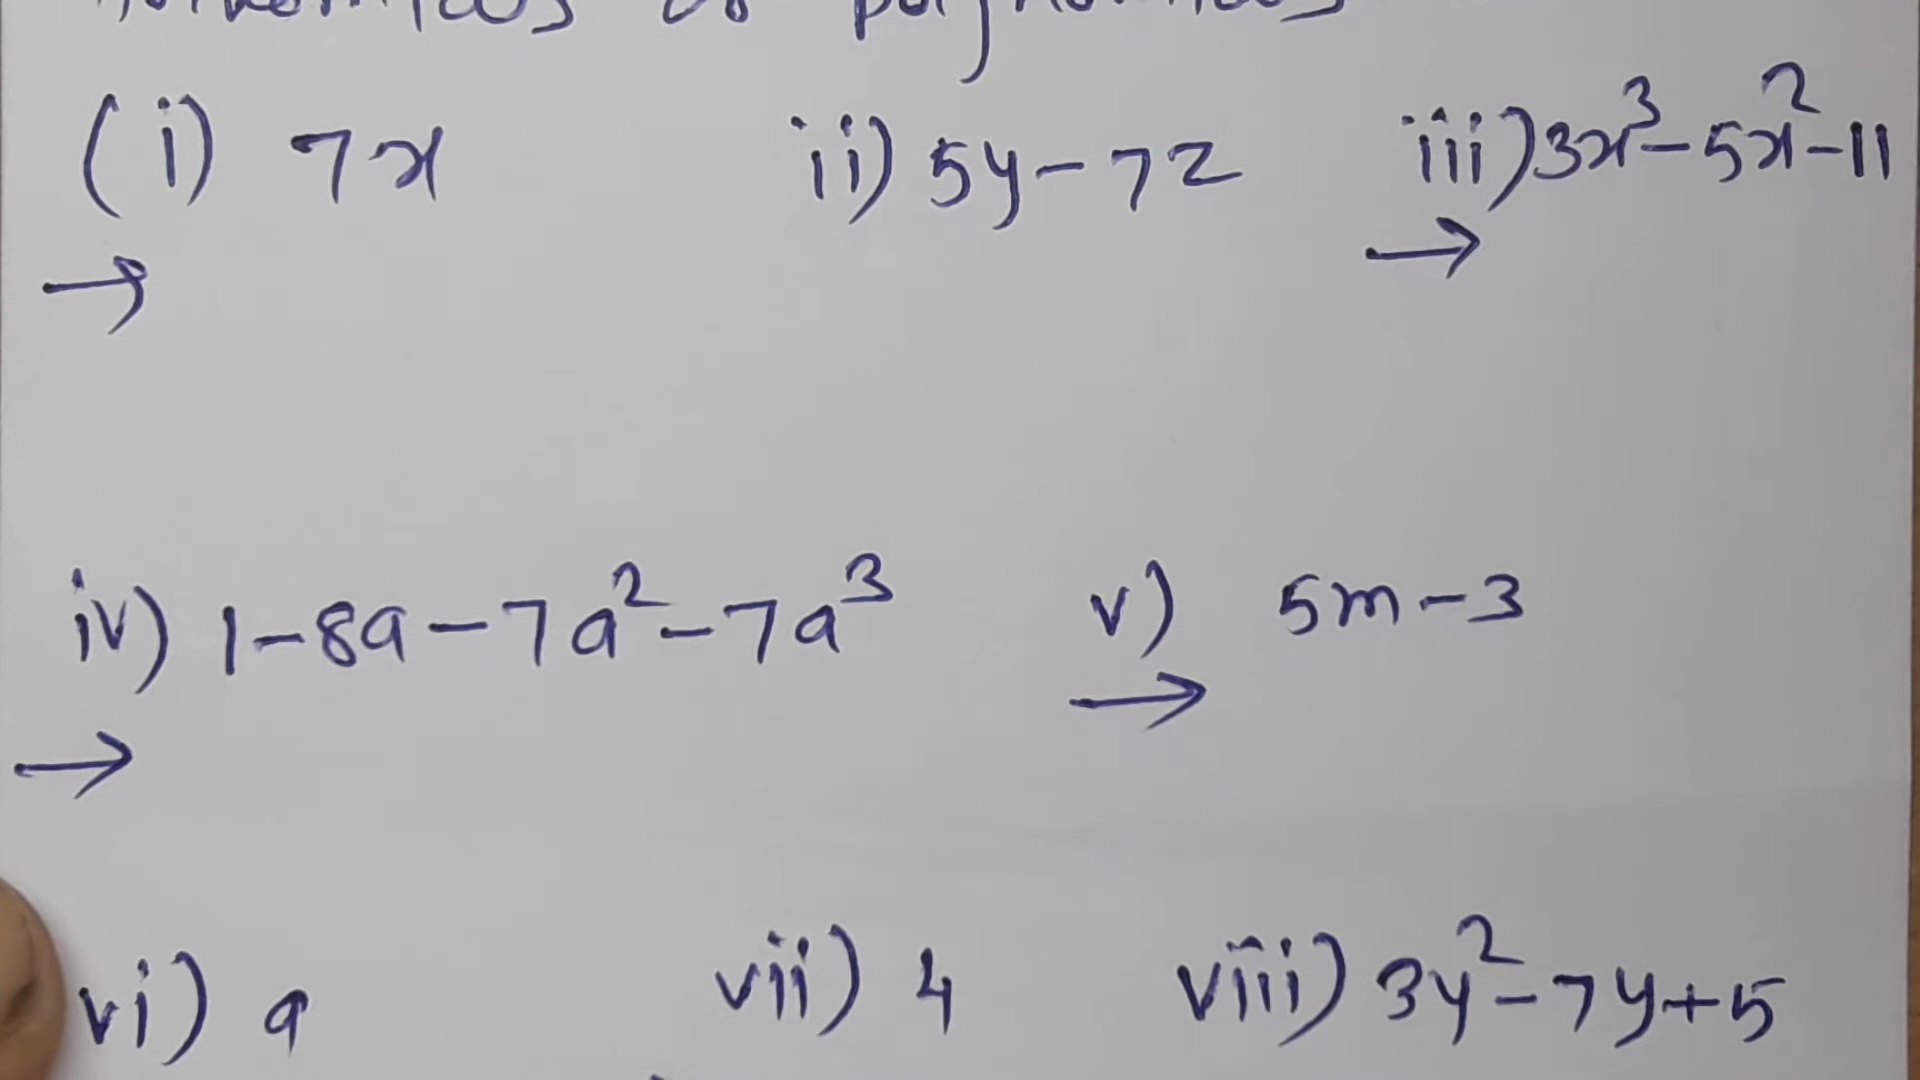 (i) 7x ii) 5y-7z iii) 3x³-5x²-11
→ →
iv) 1-8a-7a²-7a³ v) 5m-3
→ →
vi) a vii) 4 viii) 3y²-7y+5